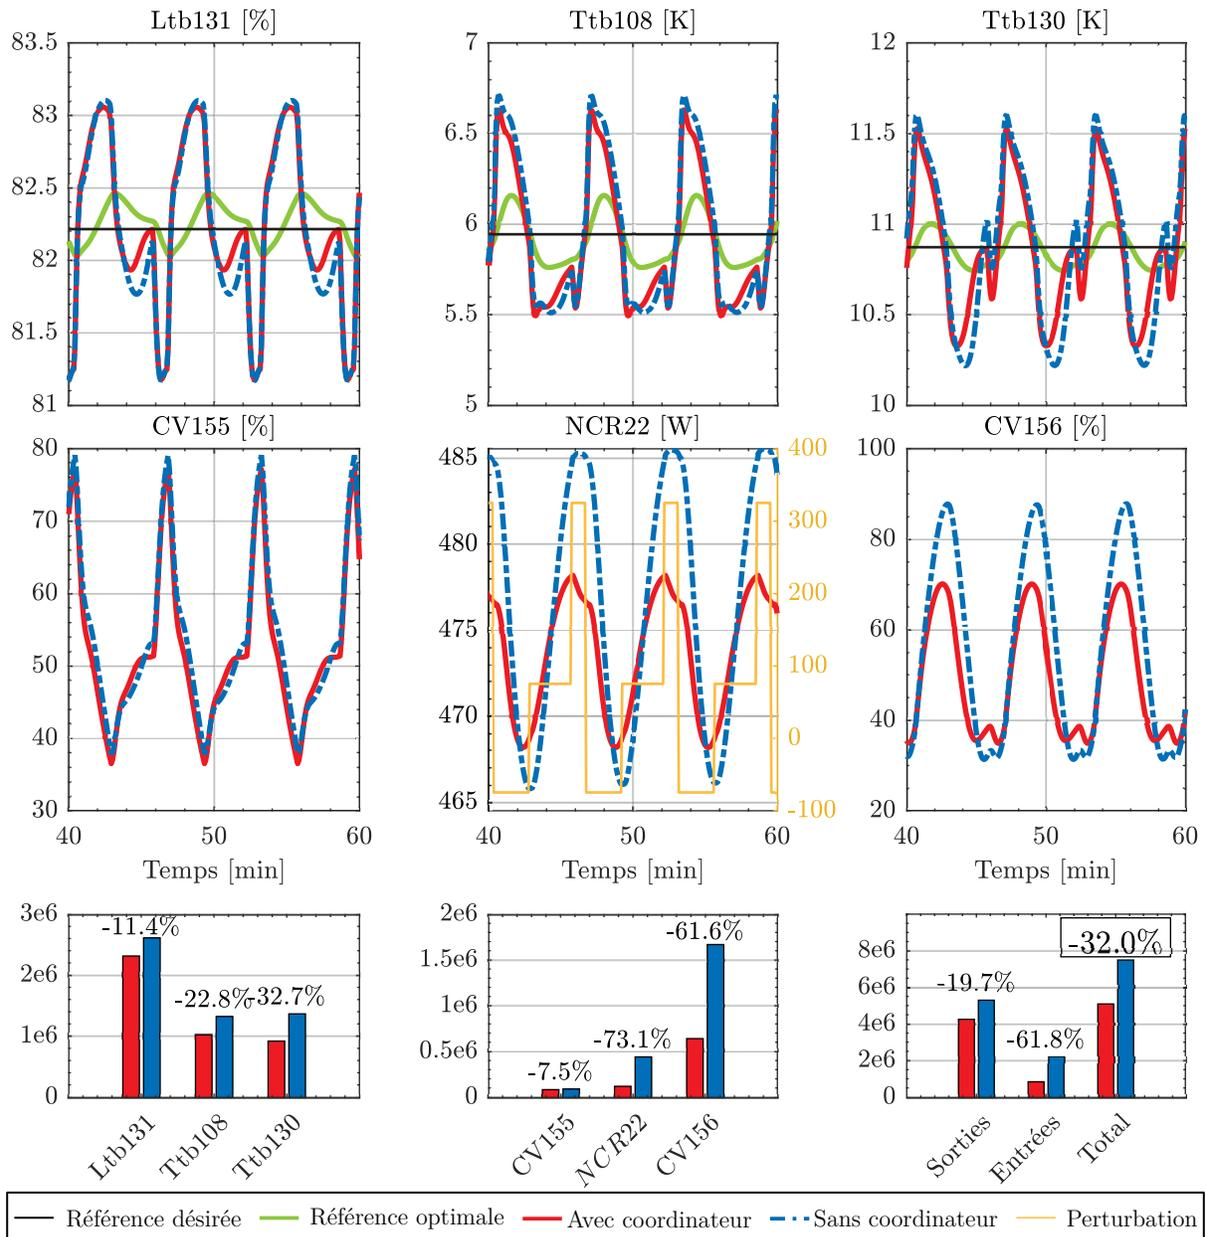 Ltb131 [%]
Ttb108 [K]
Ttb130 [K]
83.5
83
82.5
82
81.5
81
7
6.5
6
5.5
5
12
11.5
11
10.5
10
CV155 [%]
NCR22 [W]
CV156 [%]
80
70
60
50
40
30
40
50
60
Temps [min]
485
480
475
470
465
400
300
200
100
0
-100
40
50
60
Temps [min]
100
80
60
40
20
40
50
60
Temps [min]
3e6
2e6
1e6
0
-11.4%
-22.8%
-32.7%
Ltb131
Ttb108
Ttb130
2e6
1.5e6
1e6
0.5e6
0
-7.5%
-73.1%
-61.6%
CV155
NCR22
CV156
8e6
6e6
4e6
2e6
0
-19.7%
-61.8%
-32.0%
Sorties
Entrées
Total
Référence désirée
Référence optimale
Avec coordinateur
Sans coordinateur
Perturbation